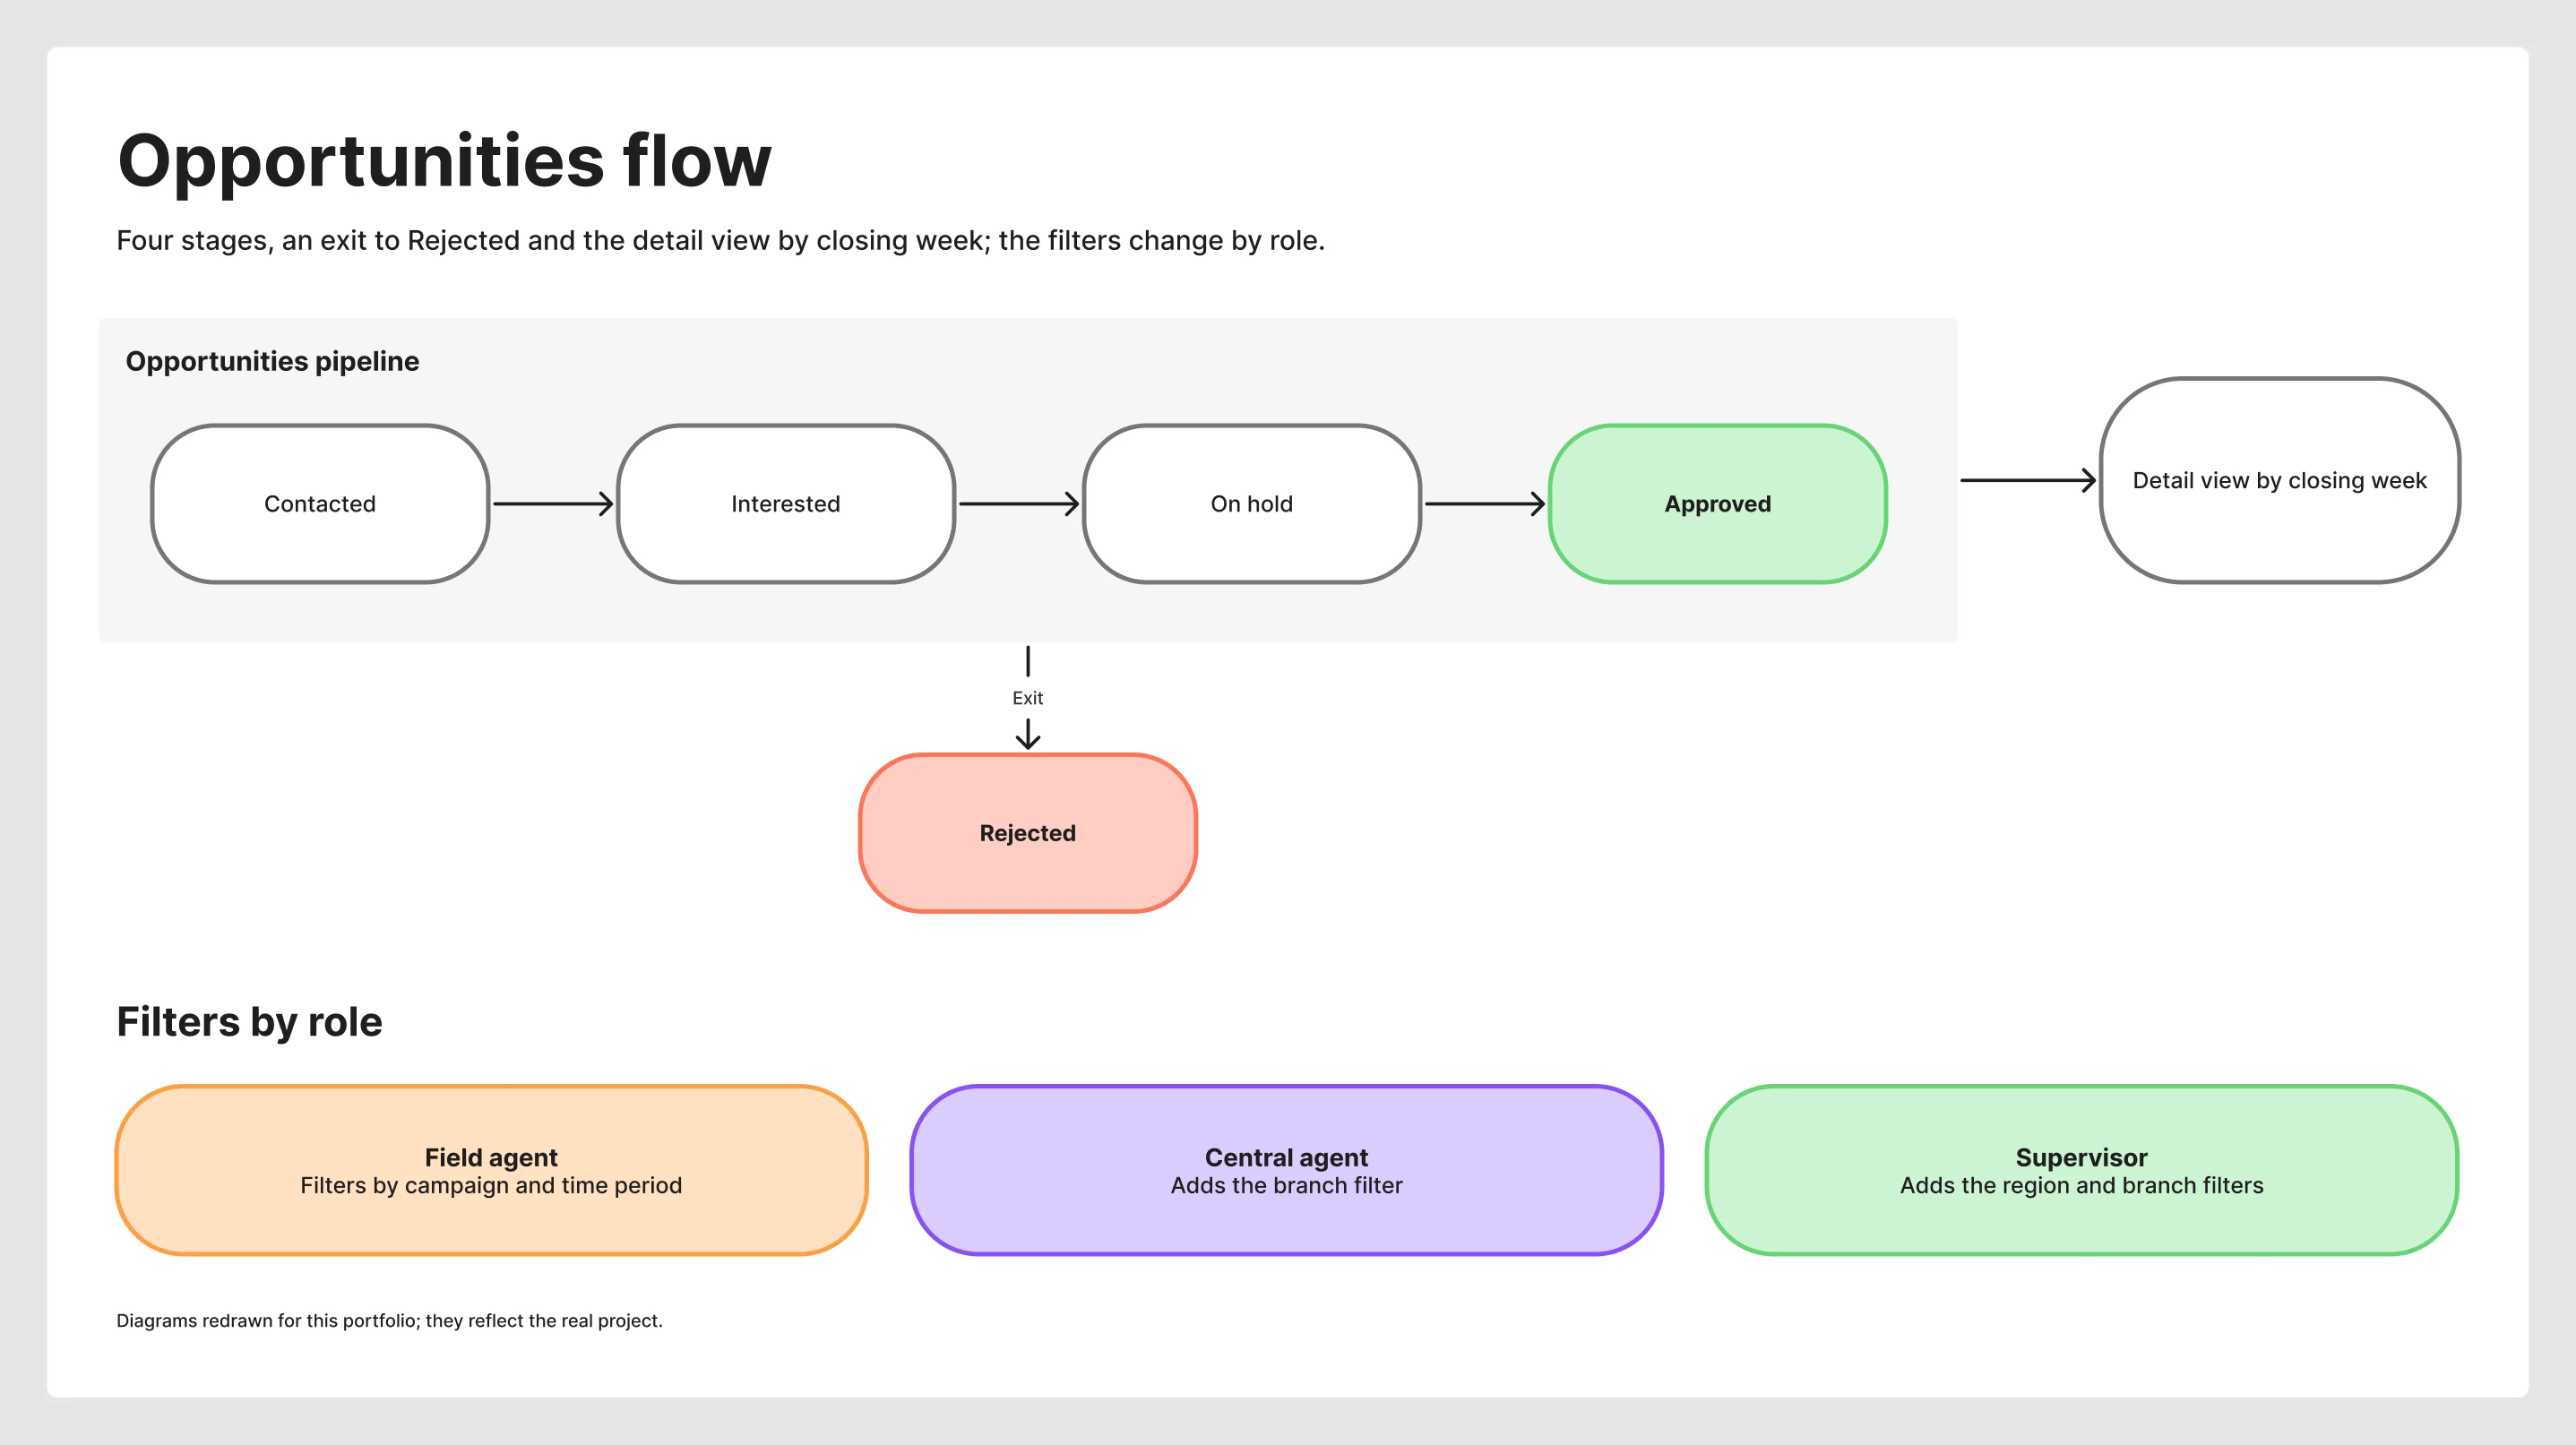 Opportunities flow
Four stages, an exit to Rejected and the detail view by closing week; the filters change by role.
Opportunities pipeline
Contacted
Interested
On hold
Approved
Detail view by closing week
Exit
Rejected
Filters by role
Field agent
Filters by campaign and time period
Central agent
Adds the branch filter
Supervisor
Adds the region and branch filters
Diagrams redrawn for this portfolio; they reflect the real project.